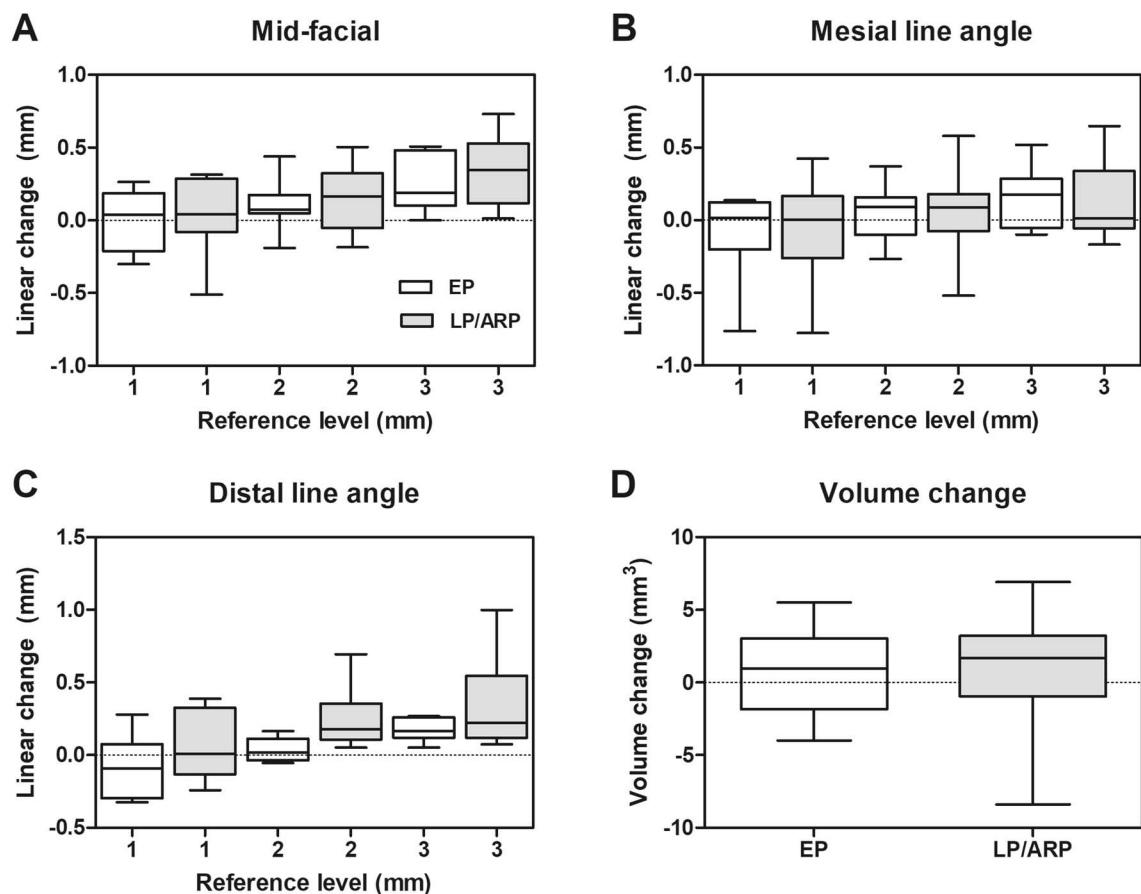 A
Mid-facial
Linear change (mm)
1.0
0.5
0.0
-0.5
-1.0
EP
LP/ARP
1 1 2 2 3 3
Reference level (mm)
B
Mesial line angle
Linear change (mm)
1.0
0.5
0.0
-0.5
-1.0
1 1 2 2 3 3
Reference level (mm)
C
Distal line angle
Linear change (mm)
1.5
1.0
0.5
0.0
-0.5
1 1 2 2 3 3
Reference level (mm)
D
Volume change
Volume change (mm³)
10
5
0
-5
-10
EP LP/ARP